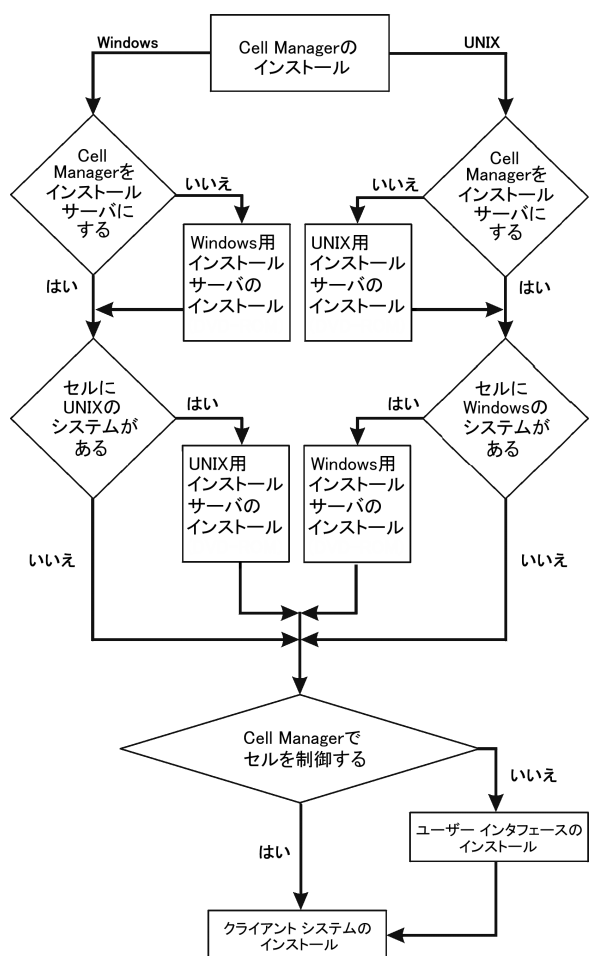 Windows
Cell Managerの
インストール
UNIX
Cell
Managerを
インストール
サーバに
する
いいえ
はい
Windows用
インストール
サーバの
インストール
いいえ
UNIX用
インストール
サーバの
インストール
Cell
Managerを
インストール
サーバに
する
はい
セルに
UNIXの
システムが
ある
はい
いいえ
UNIX用
インストール
サーバの
インストール
はい
Windows用
インストール
サーバの
インストール
セルに
Windowsの
システムが
ある
いいえ
Cell Managerで
セルを制御する
いいえ
ユーザー インタフェースの
インストール
はい
クライアント システムの
インストール